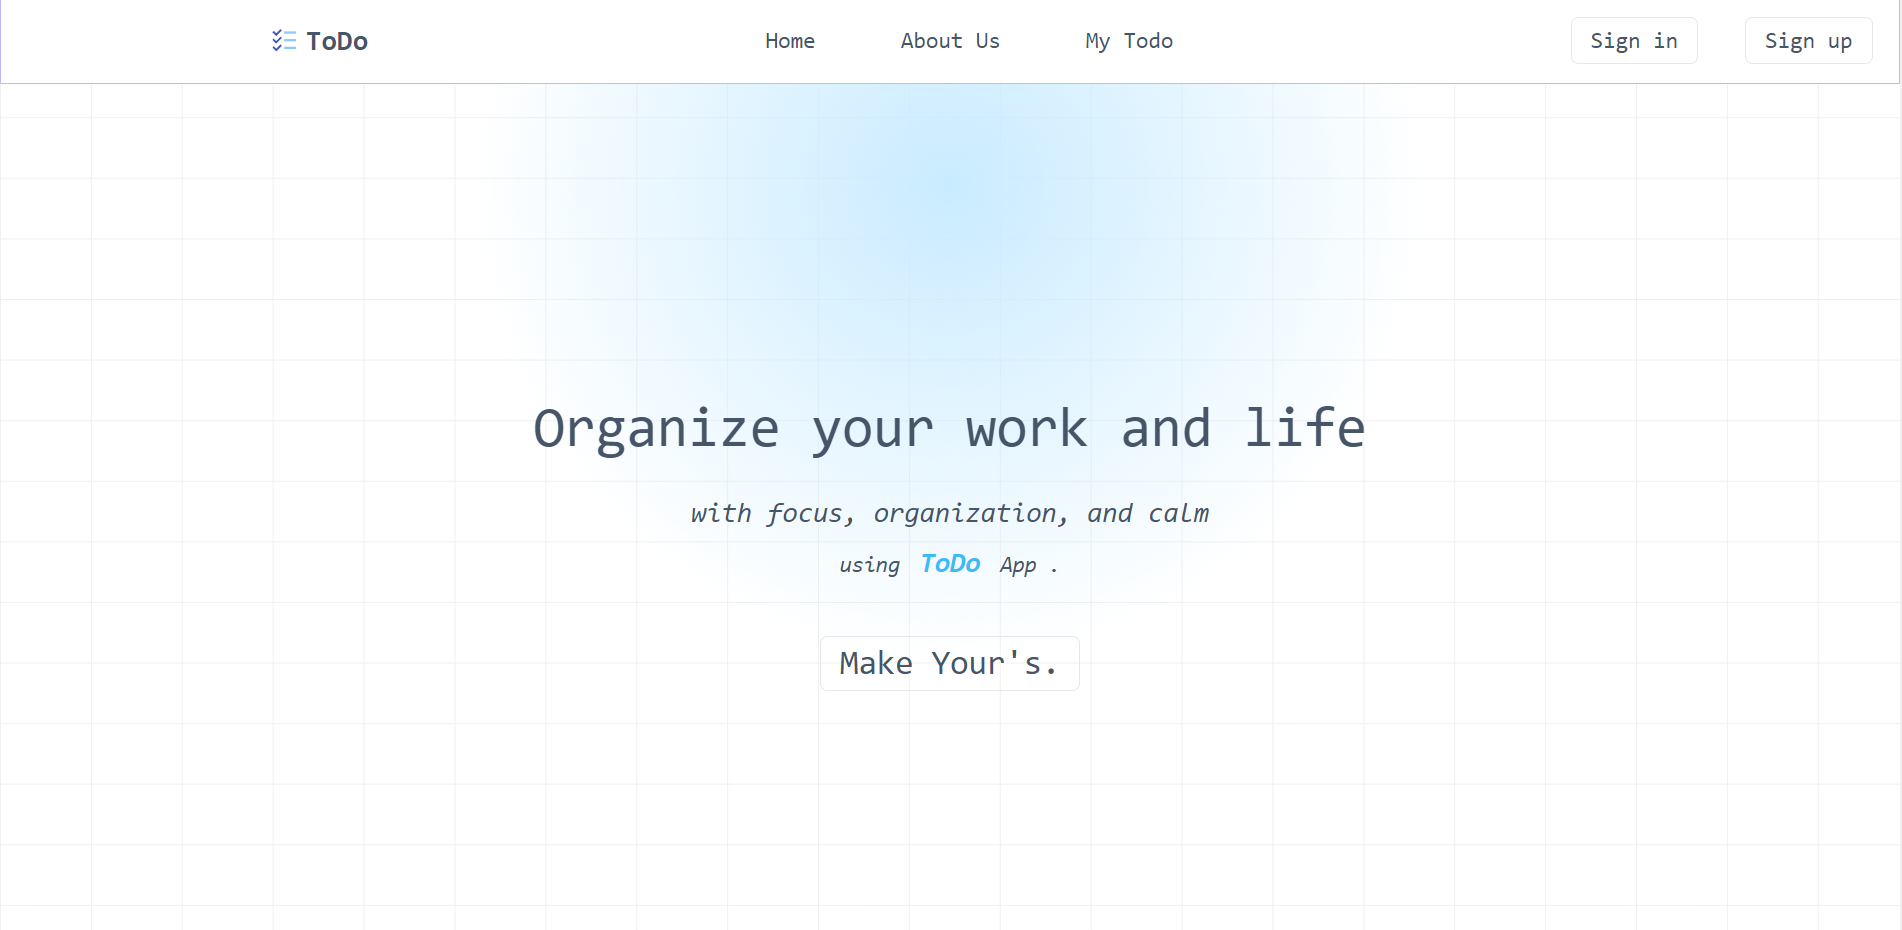 ToDo Home About Us My Todo Sign in Sign up
Organize your work and life
with focus, organization, and calm
using ToDo App .
Make Your's.